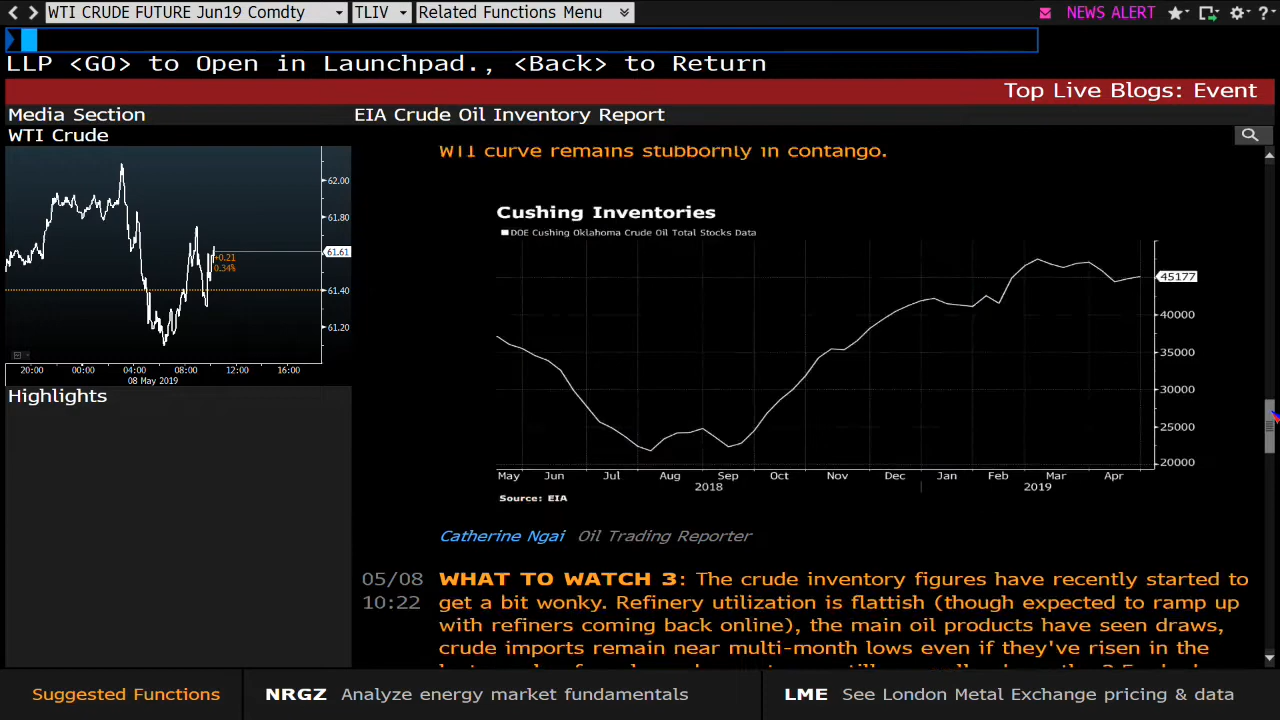 WTI CRUDE FUTURE Jun19 Comdty
TLIV
Related Functions Menu
NEWS ALERT
LLP <GO> to Open in Launchpad., <Back> to Return
Top Live Blogs: Event
Media Section
EIA Crude Oil Inventory Report
WTI Crude
62.00
61.80
61.61
+0.21
0.34%
61.40
61.20
20:00 00:00 04:00 08:00 12:00 16:00
08 May 2019
Highlights
WTI curve remains stubbornly in contango.
Cushing Inventories
DOE Cushing Oklahoma Crude Oil Total Stocks Data
45177
40000
35000
30000
25000
20000
May Jun Jul Aug Sep Oct Nov Dec Jan Feb Mar Apr
2018 2019
Source: EIA
Catherine Ngai Oil Trading Reporter
05/08
10:22
WHAT TO WATCH 3: The crude inventory figures have recently started to
get a bit wonky. Refinery utilization is flattish (though expected to ramp up
with refiners coming back online), the main oil products have seen draws,
crude imports remain near multi-month lows even if they've risen in the
Suggested Functions
NRGZ Analyze energy market fundamentals
LME See London Metal Exchange pricing & data